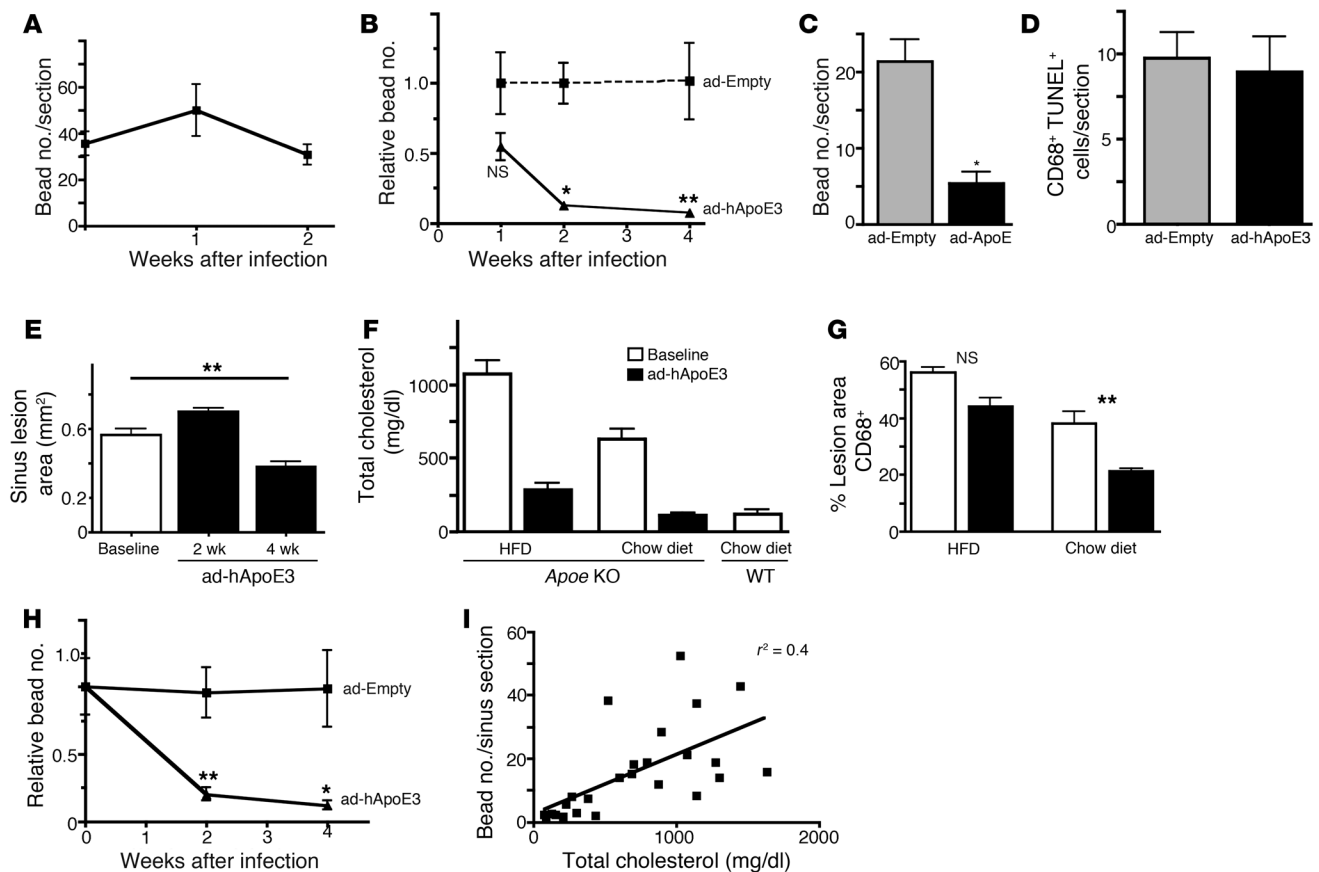 A
Bead no./section
60
40
20
0
1
2
Weeks after infection
B
Relative bead no.
1.0
0.5
0
ad-Empty
NS
*
**
ad-hApoE3
0
1
2
3
4
Weeks after infection
C
Bead no./section
20
10
0
*
ad-Empty
ad-ApoE
D
CD68+ TUNEL+
cells/section
10
5
0
ad-Empty
ad-hApoE3
E
Sinus lesion
area (mm²)
0.6
0.2
0
**
Baseline
2 wk
4 wk
ad-hApoE3
F
Total cholesterol
(mg/dl)
1000
500
0
Baseline
ad-hApoE3
HFD
Chow diet
Chow diet
Apoe KO
WT
G
% Lesion area
CD68+
60
40
20
0
NS
**
HFD
Chow diet
H
Relative bead no.
1.0
0.5
0
ad-Empty
**
*
ad-hApoE3
0
1
2
3
4
Weeks after infection
I
Bead no./sinus section
60
40
20
0
r² = 0.4
0
1000
2000
Total cholesterol (mg/dl)